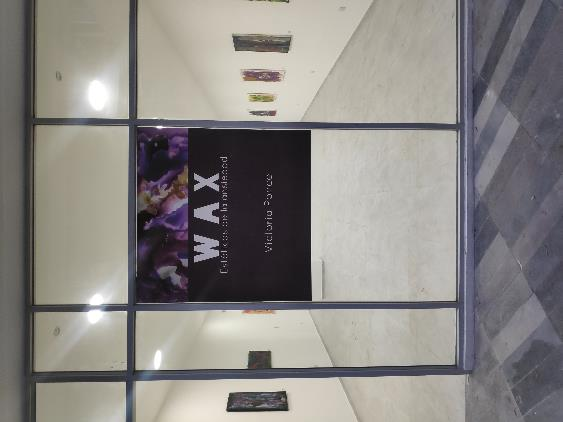 WAX
Estéticas de la ansiedad
Victoria Ponce